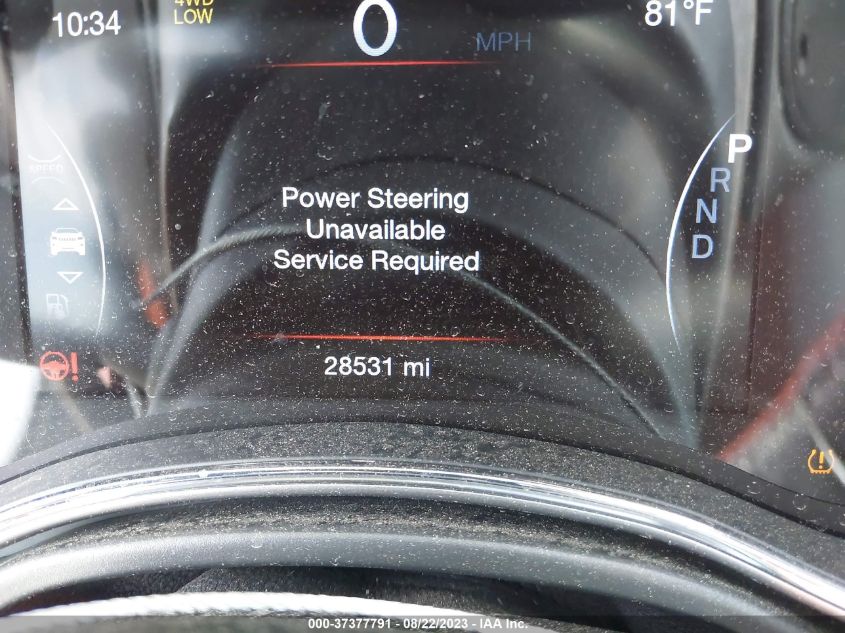 10:34
4WD
LOW
0
MPH
81°F
SPEED
P
R
N
D
Power Steering
Unavailable
Service Required
28531 mi
000-37377791 - 08/22/2023 - IAA Inc.